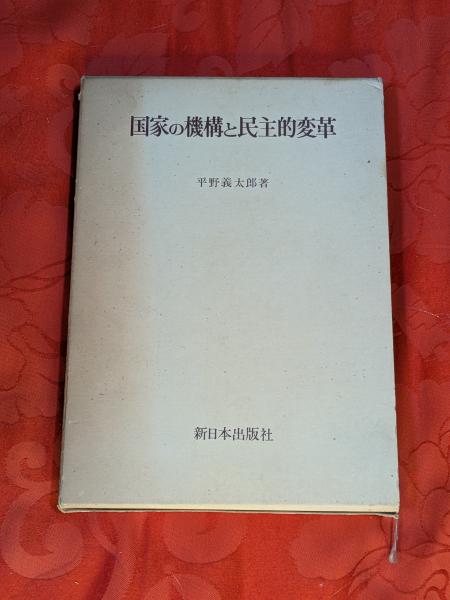 国家の機構と民主的変革
平野義太郎著
新日本出版社